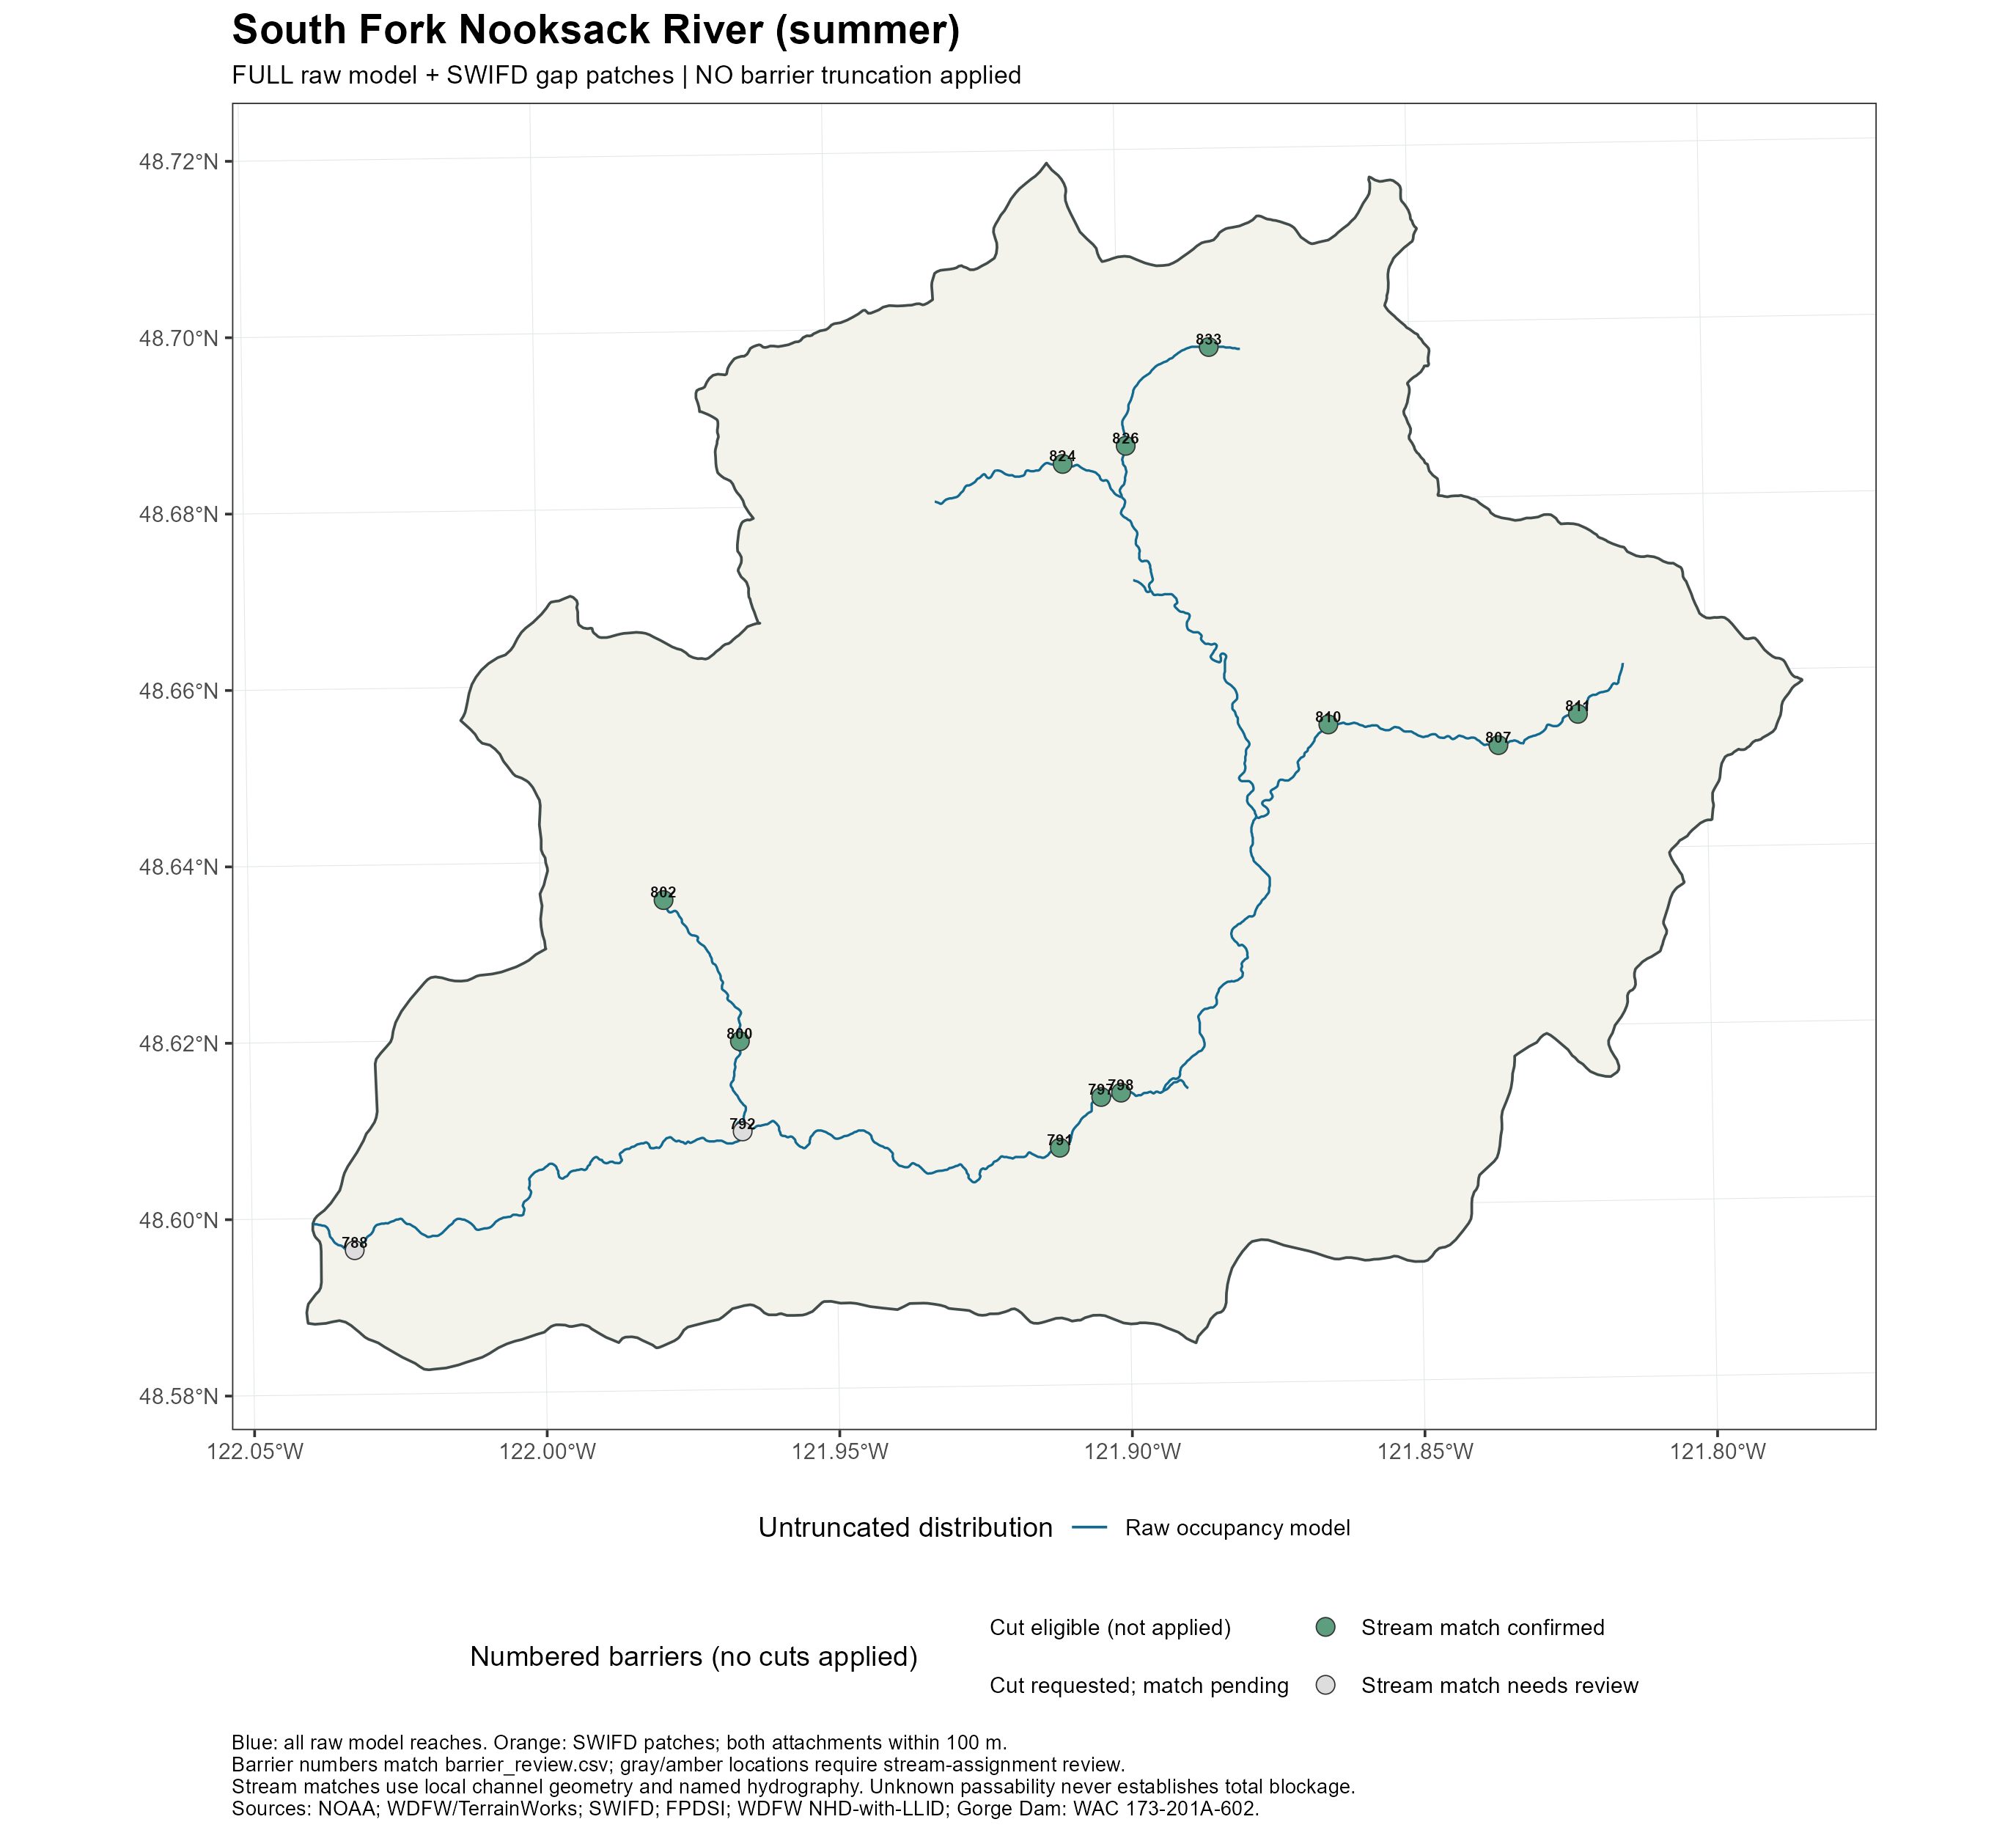 South Fork Nooksack River (summer)
FULL raw model + SWIFD gap patches | NO barrier truncation applied
48.72°N
48.70°N
48.68°N
48.66°N
48.64°N
48.62°N
48.60°N
48.58°N
833
826
824
810
811
807
802
800
797
798
792
791
788
122.05°W
122.00°W
121.95°W
121.90°W
121.85°W
121.80°W
Untruncated distribution
Raw occupancy model
Numbered barriers (no cuts applied)
Cut eligible (not applied)
Stream match confirmed
Cut requested; match pending
Stream match needs review
Blue: all raw model reaches. Orange: SWIFD patches; both attachments within 100 m.
Barrier numbers match barrier_review.csv; gray/amber locations require stream-assignment review.
Stream matches use local channel geometry and named hydrography. Unknown passability never establishes total blockage.
Sources: NOAA; WDFW/TerrainWorks; SWIFD; FPDSI; WDFW NHD-with-LLID; Gorge Dam: WAC 173-201A-602.